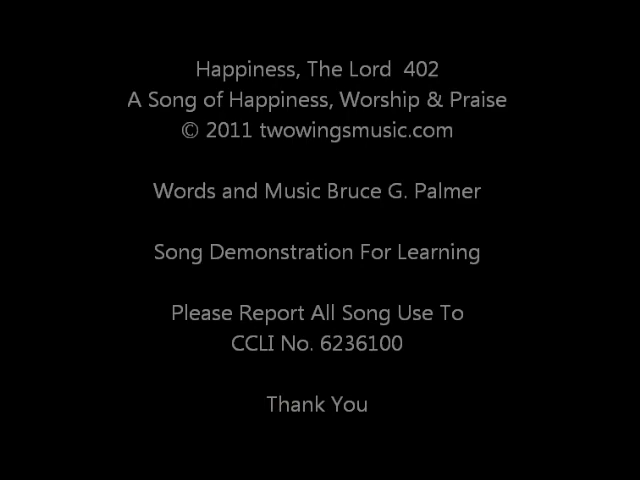 Happiness, The Lord  402
A Song of Happiness, Worship & Praise
© 2011 twowingsmusic.com
Words and Music Bruce G. Palmer
Song Demonstration For Learning
Please Report All Song Use To
CCLI No. 6236100
Thank You